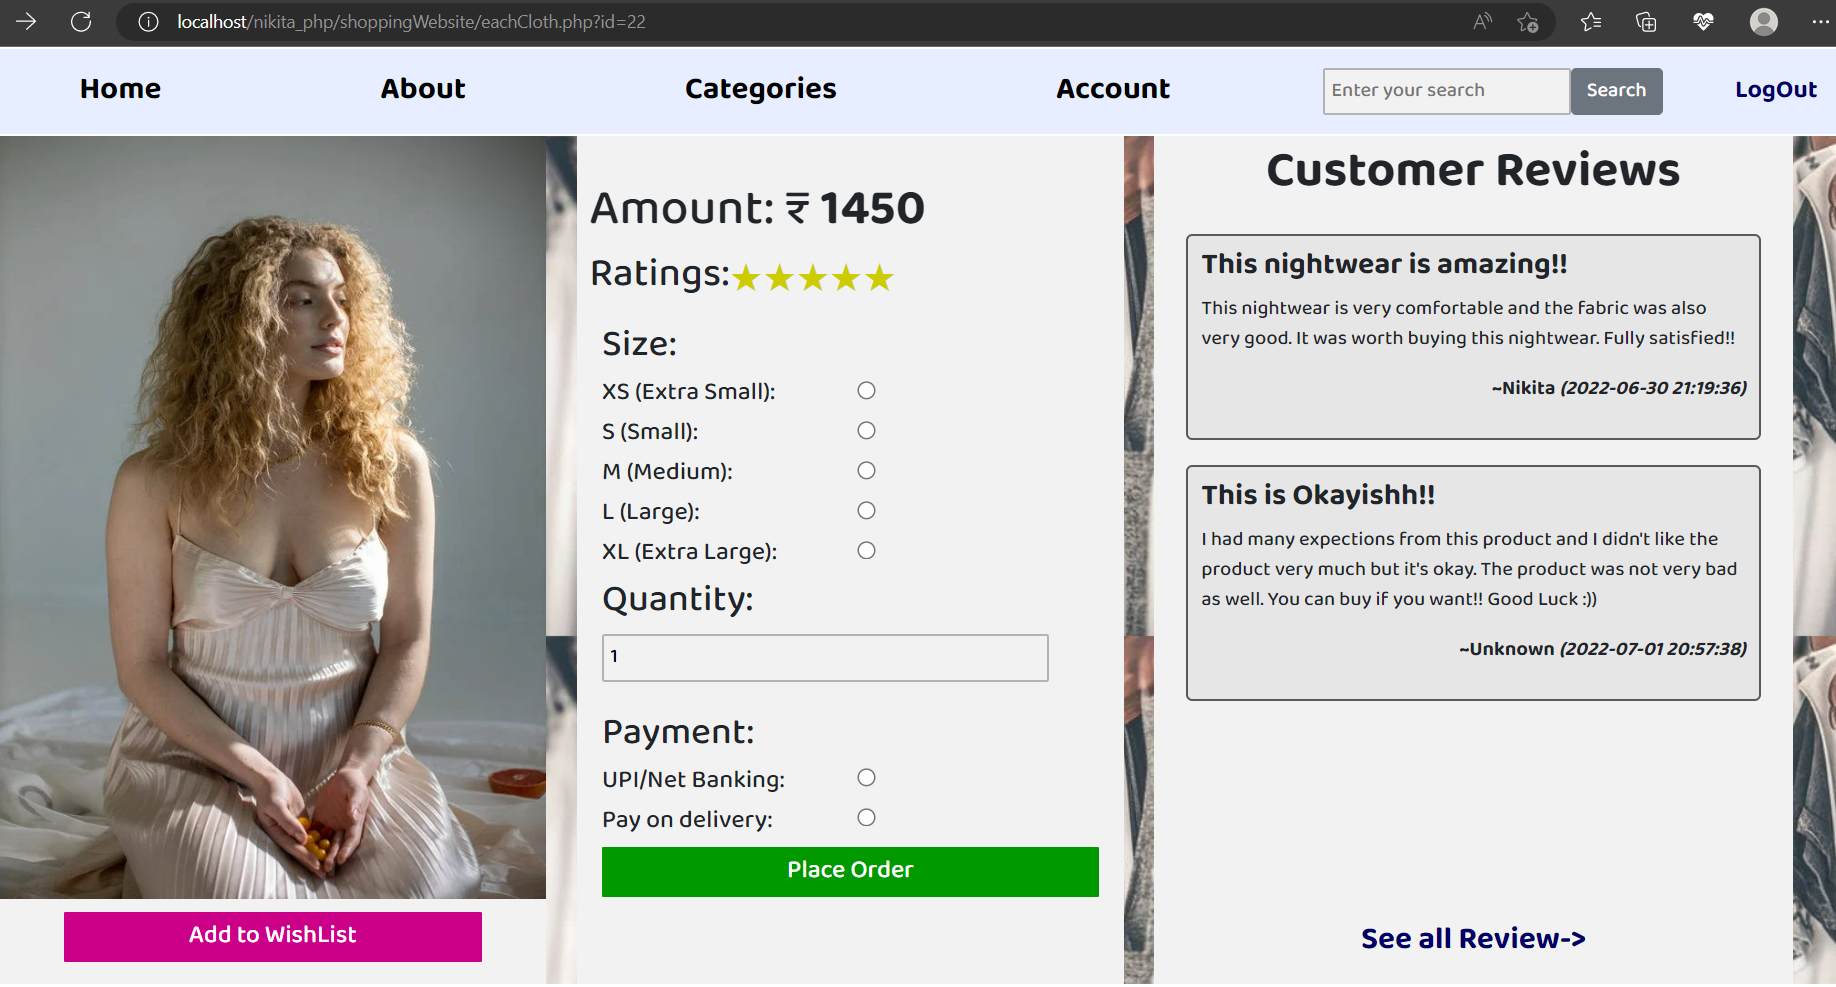 localhost/nikita_php/shoppingWebsite/eachCloth.php?id=22
Home About Categories Account Enter your search Search LogOut
Amount: ₹ 1450
Ratings:★★★★★
Size:
XS (Extra Small):
S (Small):
M (Medium):
L (Large):
XL (Extra Large):
Quantity:
1
Payment:
UPI/Net Banking:
Pay on delivery:
Place Order
Add to WishList
Customer Reviews
This nightwear is amazing!!
This nightwear is very comfortable and the fabric was also
very good. It was worth buying this nightwear. Fully satisfied!!
~Nikita (2022-06-30 21:19:36)
This is Okayishh!!
I had many expections from this product and I didn't like the
product very much but it's okay. The product was not very bad
as well. You can buy if you want!! Good Luck :))
~Unknown (2022-07-01 20:57:38)
See all Review->